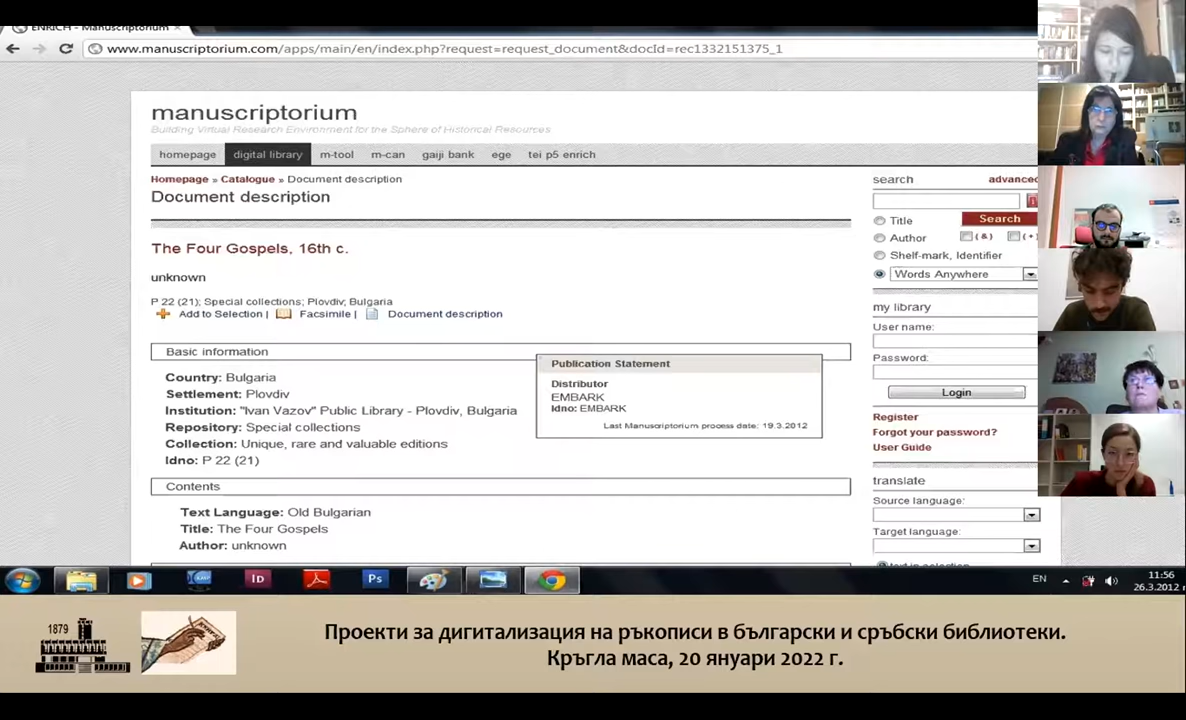 ENRICH - Manuscriptorium
www.manuscriptorium.com/apps/main/en/index.php?request=request_document&docId=rec1332151375_1
manuscriptorium
Building Virtual Research Environment for the Sphere of Historical Resources
homepage digital library m-tool m-can gaiji bank ege tei p5 enrich
Homepage » Catalogue » Document description
Document description
The Four Gospels, 16th c.
unknown
P 22 (21); Special collections; Plovdiv; Bulgaria
Add to Selection | Facsimile | Document description
Basic information
Country: Bulgaria
Settlement: Plovdiv
Institution: "Ivan Vazov" Public Library - Plovdiv, Bulgaria
Repository: Special collections
Collection: Unique, rare and valuable editions
Idno: P 22 (21)
Publication Statement
Distributor
EMBARK
Idno: EMBARK
Last Manuscriptorium process date: 19.3.2012
Contents
Text Language: Old Bulgarian
Title: The Four Gospels
Author: unknown
search advanced
Title
Search
Author (&) (+)
Shelf-mark, Identifier
Words Anywhere
my library
User name:
Password:
Login
Register
Forgot your password?
User Guide
translate
Source language:
Target language:
text in selection
Id Ps
EN 11:56
26.3.2012 г
1879
Проекти за дигитализация на ръкописи в български и сръбски библиотеки.
Кръгла маса, 20 януари 2022 г.